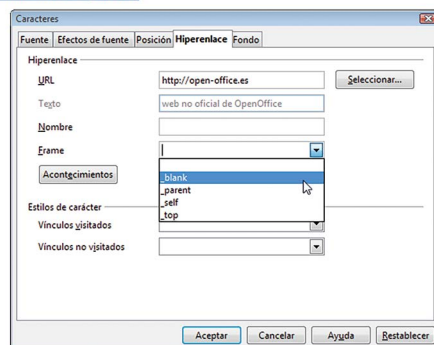 Caracteres
Fuente Efectos de fuente Posición Hiperenlace Fondo
Hiperenlace
URL http://open-office.es Seleccionar...
Texto web no oficial de OpenOffice
Nombre
Frame
Acontecimientos _blank
_parent
_self
Estilos de carácter _top
Vínculos visitados
Vínculos no visitados
Aceptar Cancelar Ayuda Restablecer